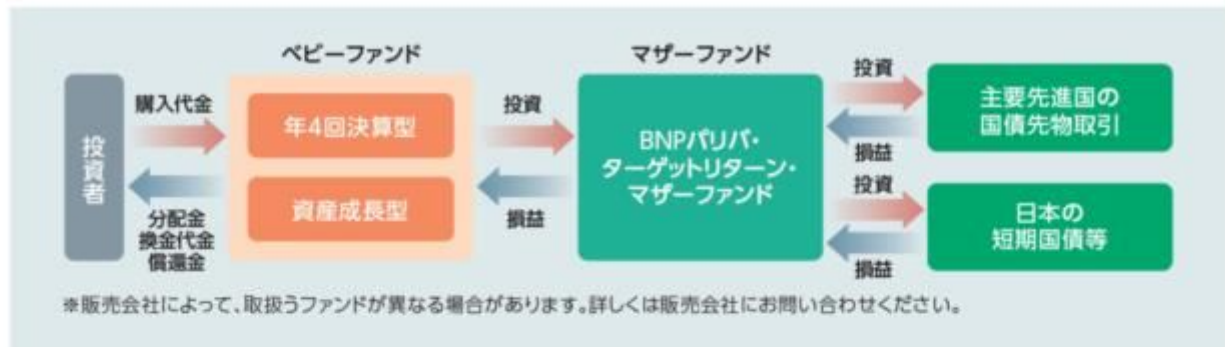 ベビーファンド
マザーファンド
投資者
購入代金
分配金
換金代金
償還金
年4回決算型
資産成長型
投資
損益
BNPパリバ・
ターゲットリターン・
マザーファンド
投資
損益
投資
損益
主要先進国の
国債先物取引
日本の
短期国債等
※販売会社によって、取扱うファンドが異なる場合があります。詳しくは販売会社にお問い合わせください。